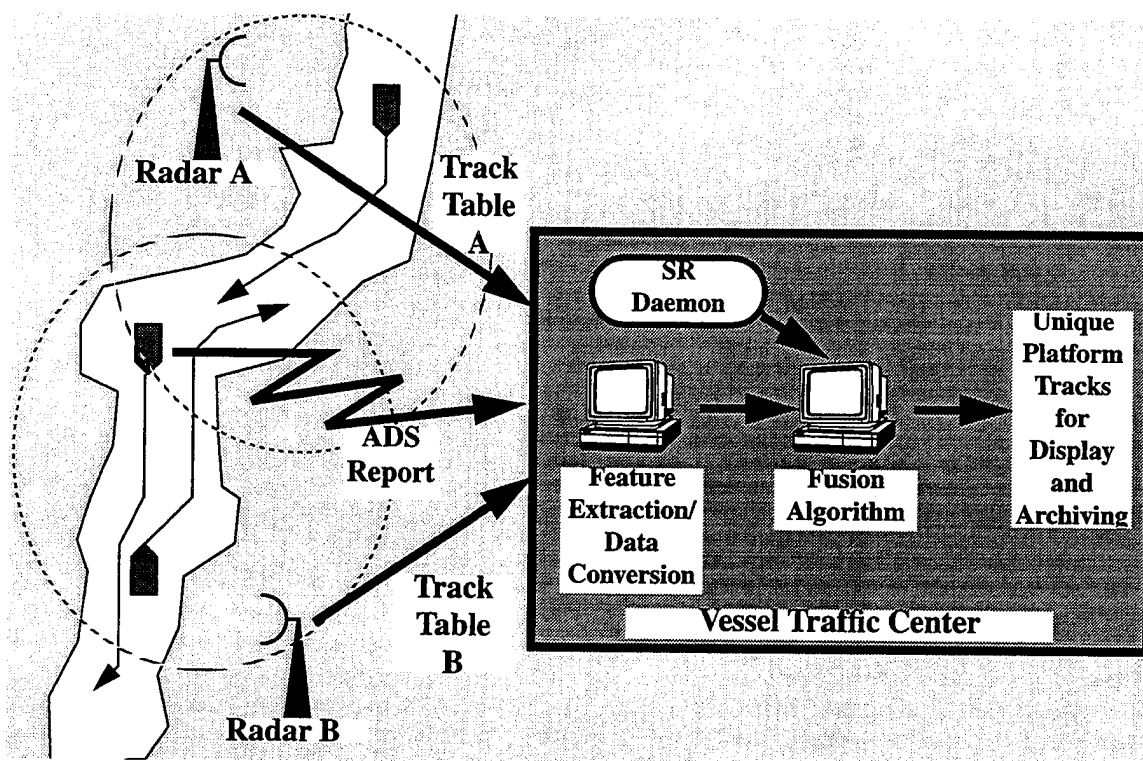 Radar A
Track
Table
A
ADS
Report
Track
Table
B
Radar B
SR
Daemon
Feature
Extraction/
Data
Conversion
Fusion
Algorithm
Unique
Platform
Tracks
for
Display
and
Archiving
Vessel Traffic Center